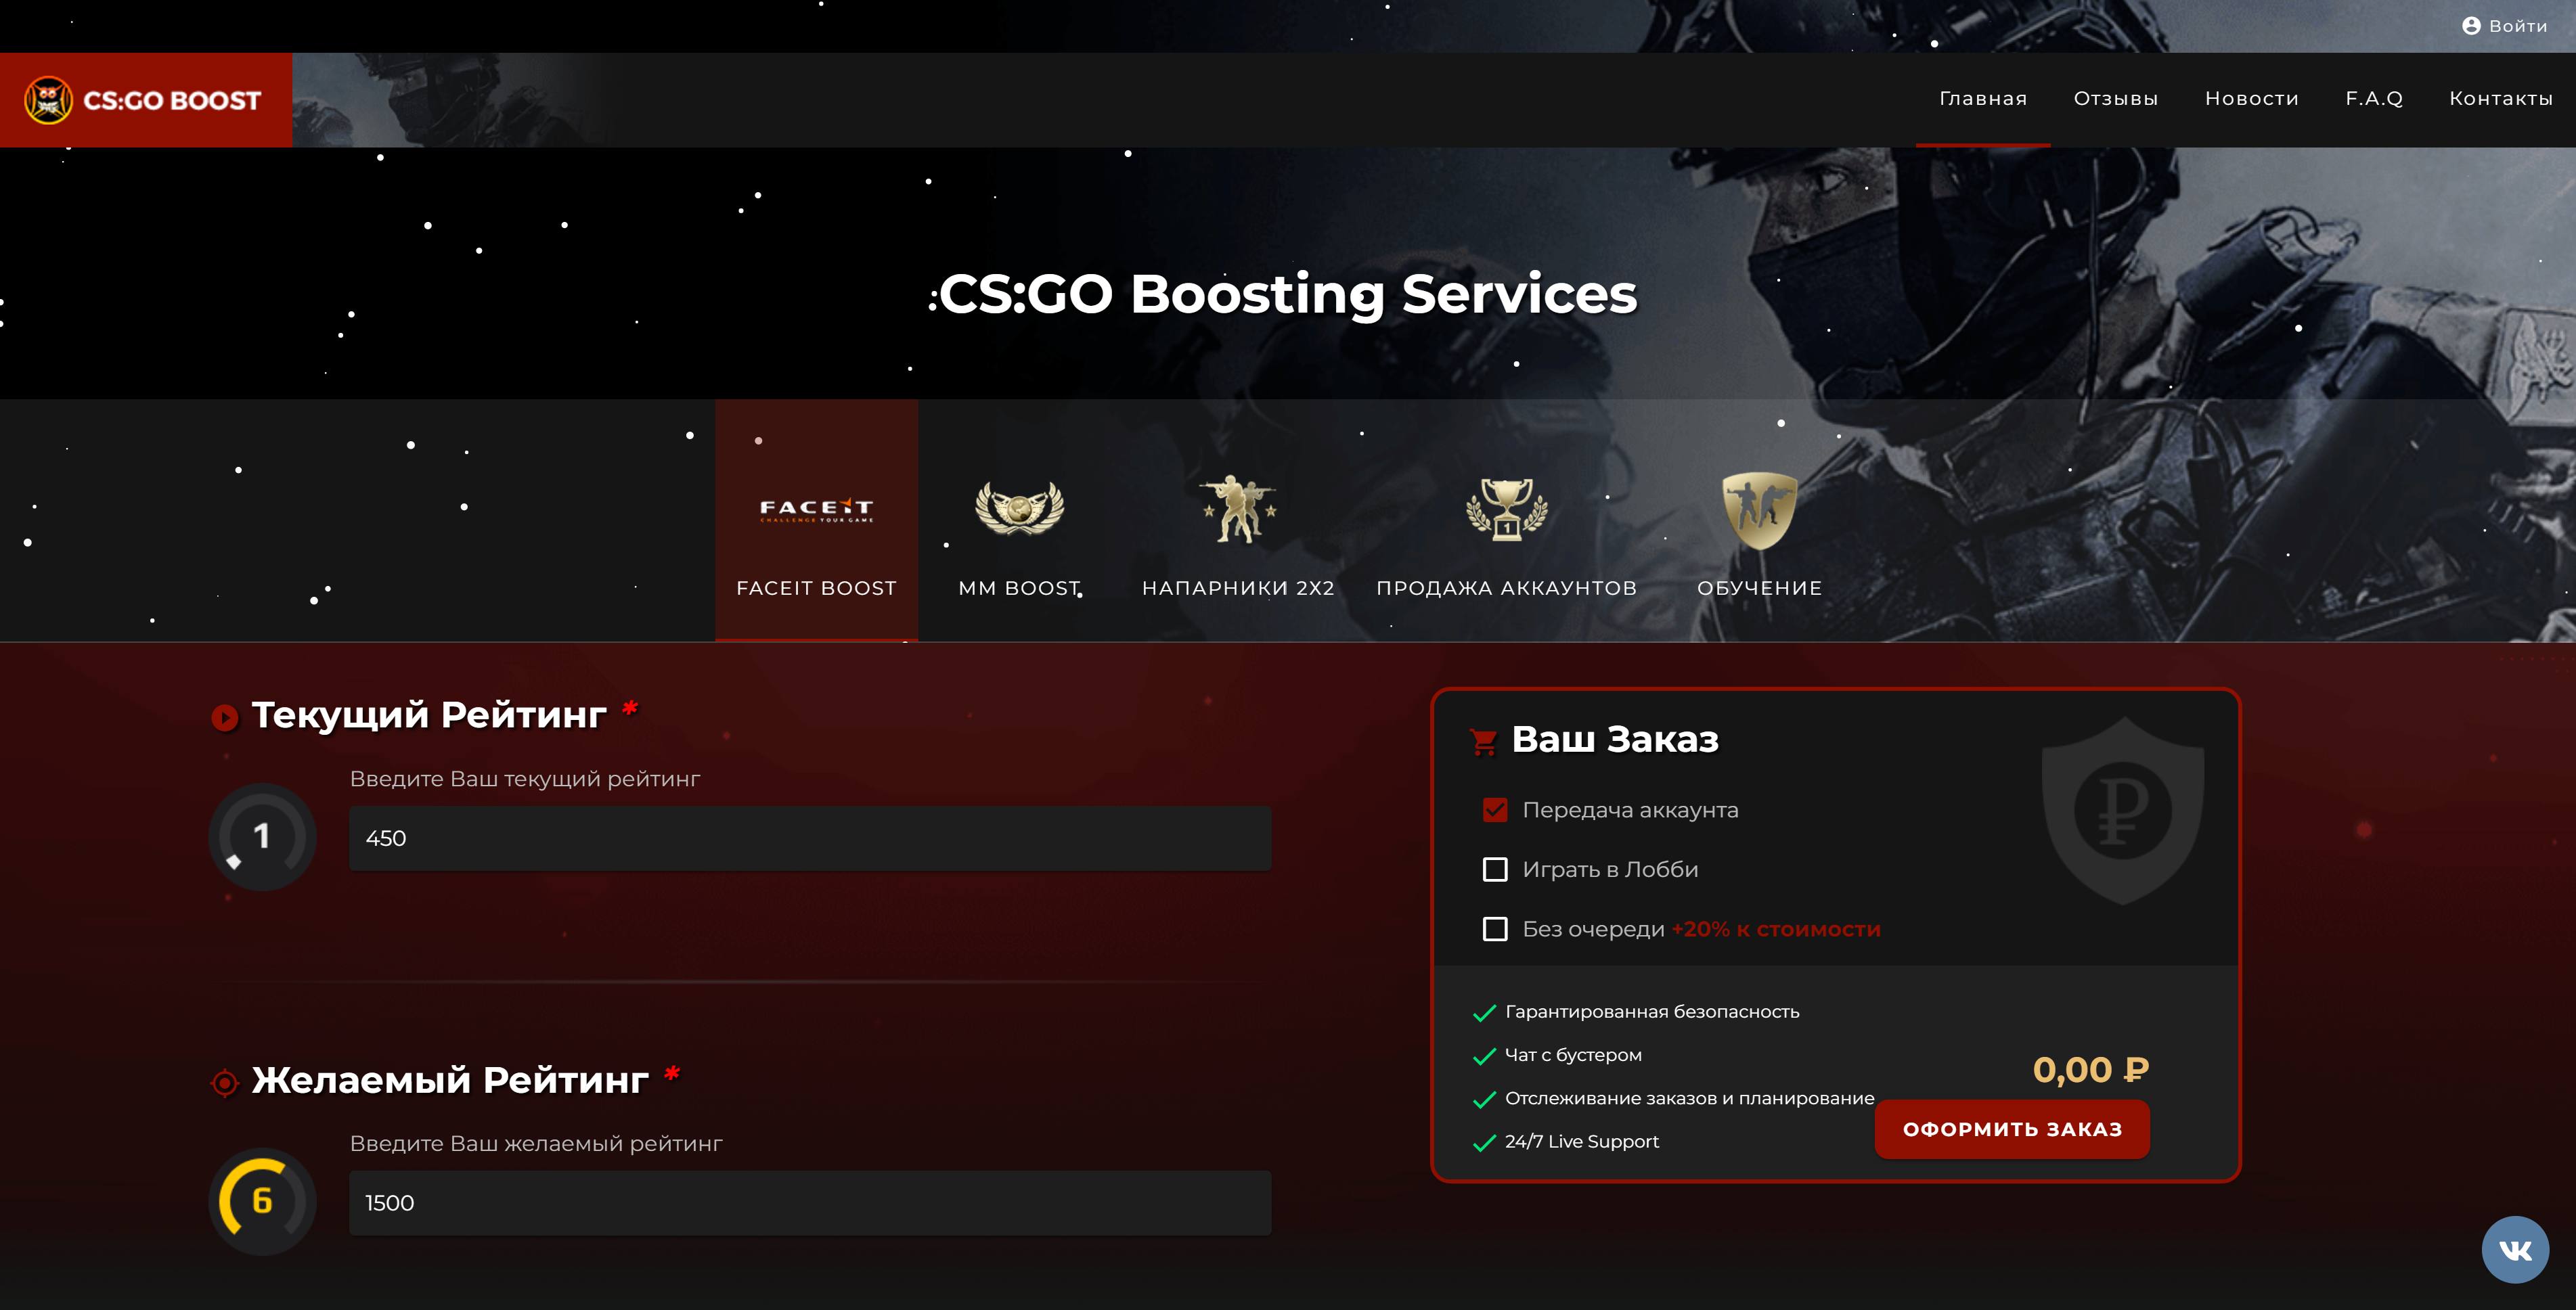 Войти
CS:GO BOOST
Главная
Отзывы
Новости
F.A.Q
Контакты
CS:GO Boosting Services
FACEIT
CHALLENGE YOUR GAME
1
FACEIT BOOST
MM BOOST
НАПАРНИКИ 2X2
ПРОДАЖА АККАУНТОВ
ОБУЧЕНИЕ
Текущий Рейтинг *
Введите Ваш текущий рейтинг
1
450
Желаемый Рейтинг *
Введите Ваш желаемый рейтинг
6
1500
Ваш Заказ
₽
Передача аккаунта
Играть в Лобби
Без очереди +20% к стоимости
Гарантированная безопасность
Чат с бустером
Отслеживание заказов и планирование
24/7 Live Support
0,00 ₽
ОФОРМИТЬ ЗАКАЗ